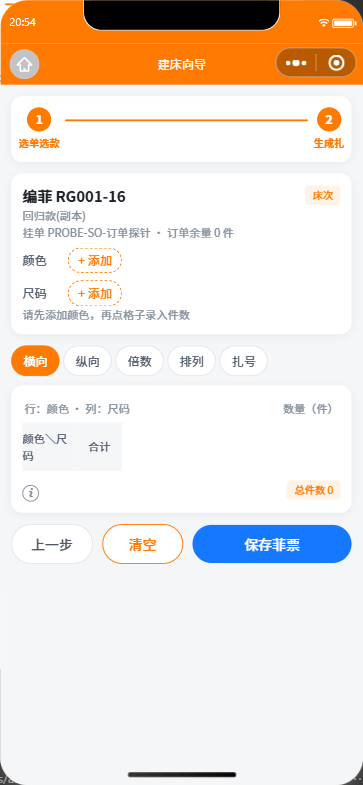 20:54
建床向导
1
2
选单选款
生成扎
编菲 RG001-16
床次
回归款(副本)
挂单 PROBE-SO-订单探针 · 订单余量 0 件
颜色
+ 添加
尺码
+ 添加
请先添加颜色，再点格子录入件数
横向
纵向
倍数
排列
扎号
行：颜色 · 列：尺码
数量（件）
颜色＼尺
码
合计
总件数 0
上一步
清空
保存菲票